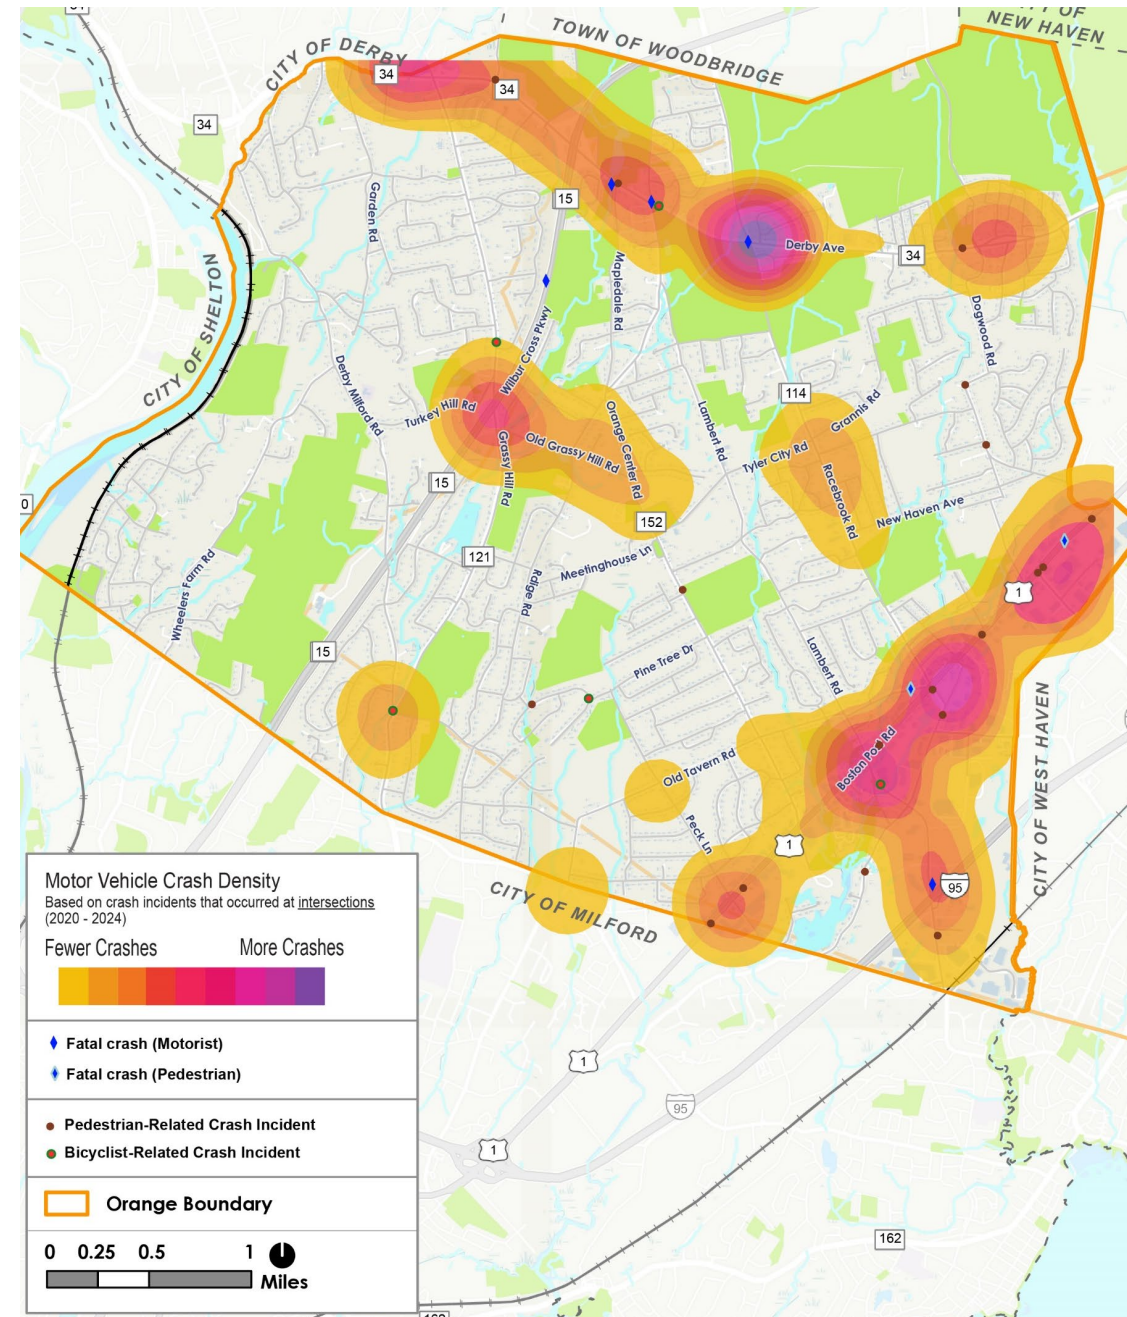 CITY OF
NEW HAVEN
TOWN OF WOODBRIDGE
CITY OF DERBY
34
34
34
15
Garden Rd
Derby Ave
34
Mapledale Rd
CITY OF SHELTON
Wilbur Cross Pkwy
Dogwood Rd
Derby Milford Rd
114
Turkey Hill Rd
Grannis Rd
Orange Center Rd
Lambert Rd
Old Grassy Hill Rd
Grassy Hill Rd
Tyler City Rd
Racebrook Rd
15
New Haven Ave
152
121
Meetinghouse Ln
Wheelers Farm Rd
Rdige Rd
1
15
Pine Tree Dr
Lambert Rd
Boston Post Rd
Old Tavern Rd
CITY OF WEST HAVEN
Peck Ln
1
95
CITY OF MILFORD
1
95
1
162
Motor Vehicle Crash Density
Based on crash incidents that occurred at intersections
(2020 - 2024)
Fewer Crashes More Crashes
Fatal crash (Motorist)
Fatal crash (Pedestrian)
Pedestrian-Related Crash Incident
Bicyclist-Related Crash Incident
Orange Boundary
0 0.25 0.5 1
Miles